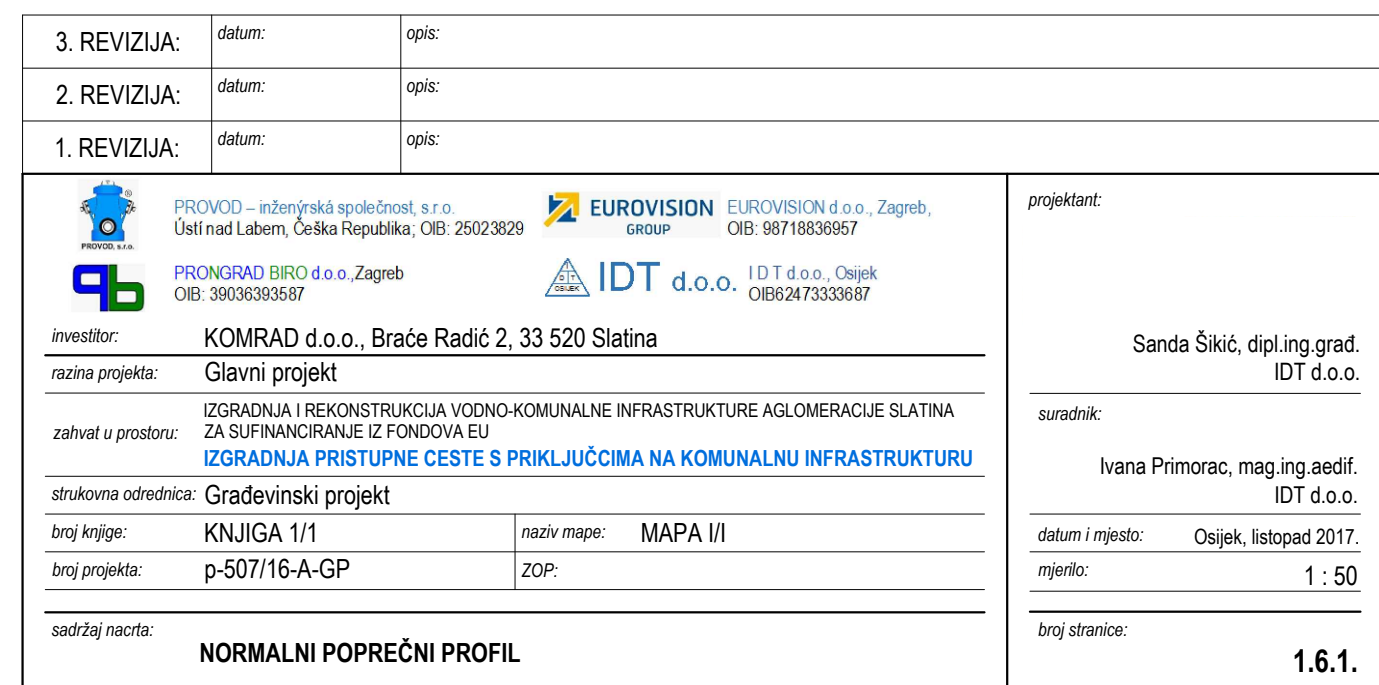 3. REVIZIJA: datum: opis:
2. REVIZIJA: datum: opis:
1. REVIZIJA: datum: opis:
PROVOD, s.r.o.
PROVOD – inženýrská společnost, s.r.o.
Ústí nad Labem, Češka Republika; OIB: 25023829
EUROVISION
GROUP
EUROVISION d.o.o., Zagreb,
OIB: 98718836957
PRONGRAD BIRO d.o.o.,Zagreb
OIB: 39036393587
IDT
OSIJEK
IDT d.o.o.
I D T d.o.o., Osijek
OIB62473333687
investitor: KOMRAD d.o.o., Braće Radić 2, 33 520 Slatina
razina projekta: Glavni projekt
zahvat u prostoru:
IZGRADNJA I REKONSTRUKCIJA VODNO-KOMUNALNE INFRASTRUKTURE AGLOMERACIJE SLATINA
ZA SUFINANCIRANJE IZ FONDOVA EU
IZGRADNJA PRISTUPNE CESTE S PRIKLJUČCIMA NA KOMUNALNU INFRASTRUKTURU
strukovna odrednica: Građevinski projekt
broj knjige: KNJIGA 1/1 naziv mape: MAPA I/I
broj projekta: p-507/16-A-GP ZOP:
sadržaj nacrta:
NORMALNI POPREČNI PROFIL
projektant:
Sanda Šikić, dipl.ing.građ.
IDT d.o.o.
suradnik:
Ivana Primorac, mag.ing.aedif.
IDT d.o.o.
datum i mjesto: Osijek, listopad 2017.
mjerilo: 1 : 50
broj stranice:
1.6.1.